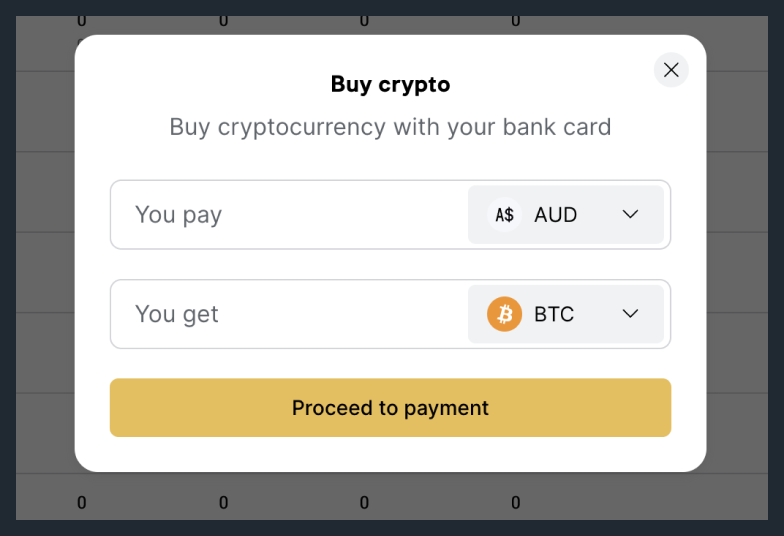 0 0 0 0
Buy crypto
Buy cryptocurrency with your bank card
You pay A$ AUD
You get BTC
Proceed to payment
0 0 0 0